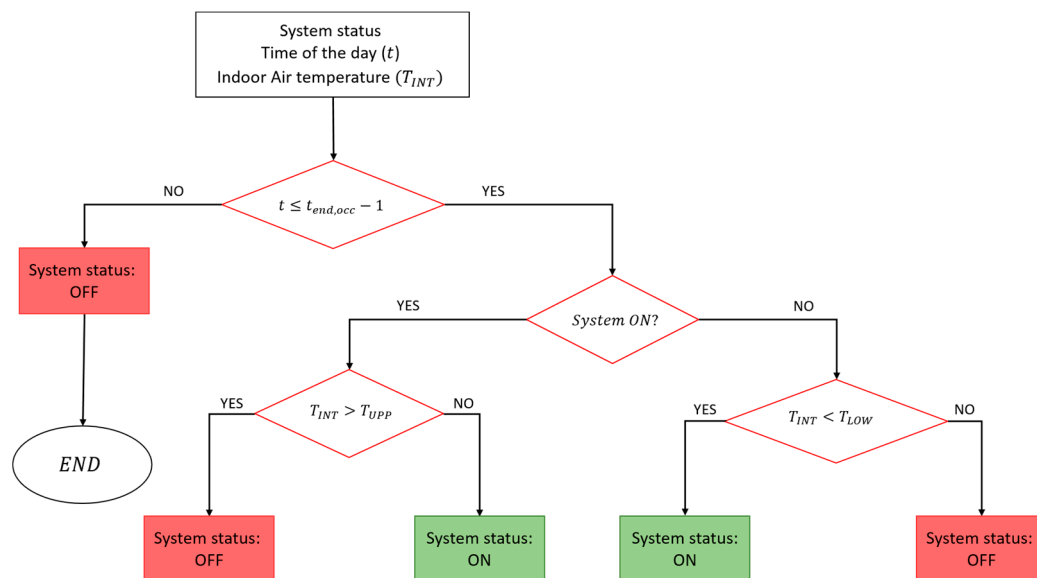 System status
Time of the day (t)
Indoor Air temperature (T_INT)
NO
YES
t ≤ t_end,occ − 1
System status:
OFF
YES
NO
System ON?
YES
T_INT > T_UPP
NO
YES
T_INT < T_LOW
NO
END
System status:
OFF
System status:
ON
System status:
ON
System status:
OFF